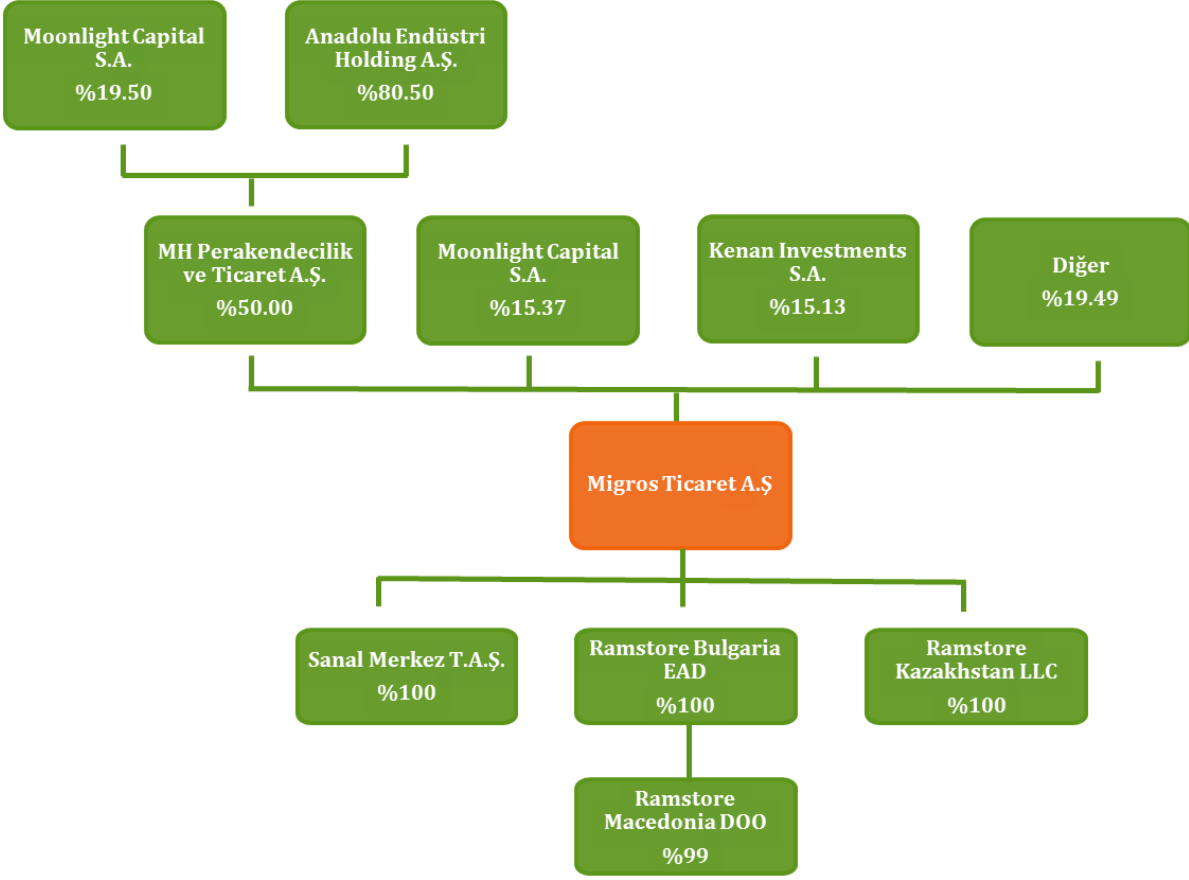 Moonlight Capital
S.A.
%19.50
Anadolu Endüstri
Holding A.Ş.
%80.50
MH Perakendecilik
ve Ticaret A.Ş.
%50.00
Moonlight Capital
S.A.
%15.37
Kenan Investments
S.A.
%15.13
Diğer
%19.49
Migros Ticaret A.Ş
Sanal Merkez T.A.Ş.
%100
Ramstore Bulgaria
EAD
%100
Ramstore
Kazakhstan LLC
%100
Ramstore
Macedonia DOO
%99